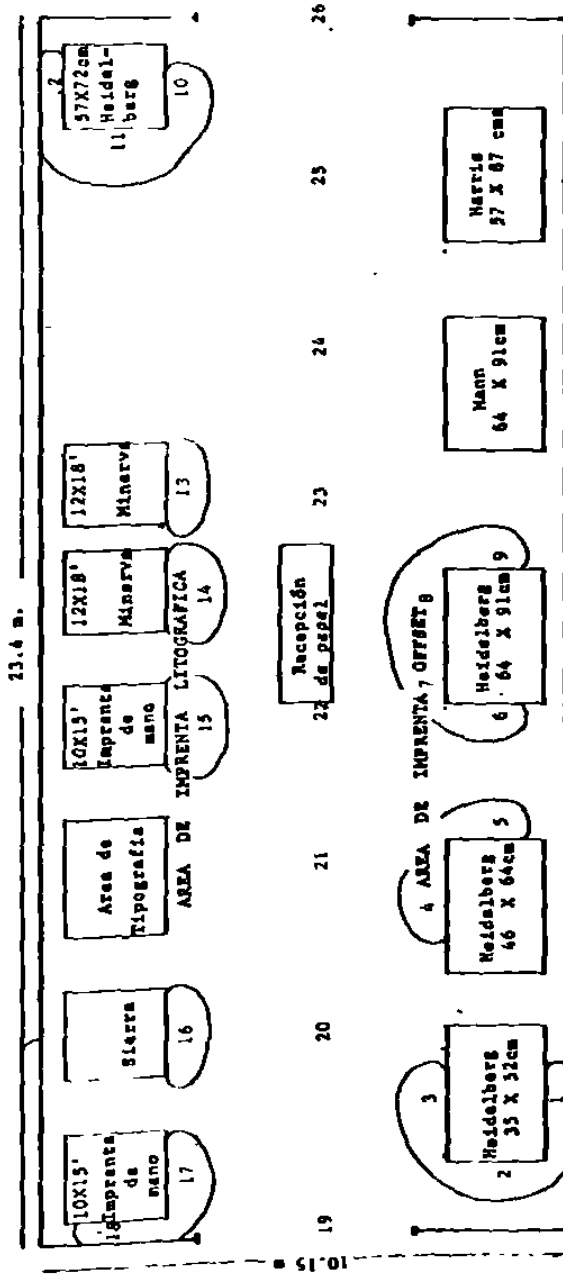 23.4 m.
10X15'
Imprenta
de
mano
18
17
Sierra
16
Area de
Tipografía
10X15'
Imprenta
de
mano
15
12X18'
Minerva
14
12X18'
Minerva
13
2
57X72cm
Heidel-
berg
11
10
AREA DE IMPRENTA LITOGRAFICA
Recepción
de papel
19
20
21
22
23
24
25
26
AREA DE IMPRENTA OFFSET
3
Heidelberg
35 X 52cm
2
1
4
Heidelberg
46 X 64cm
5
6
7
8
9
Heidelberg
64 X 91cm
Mann
64 X 91cm
Harris
57 X 87 cms
10.15 m